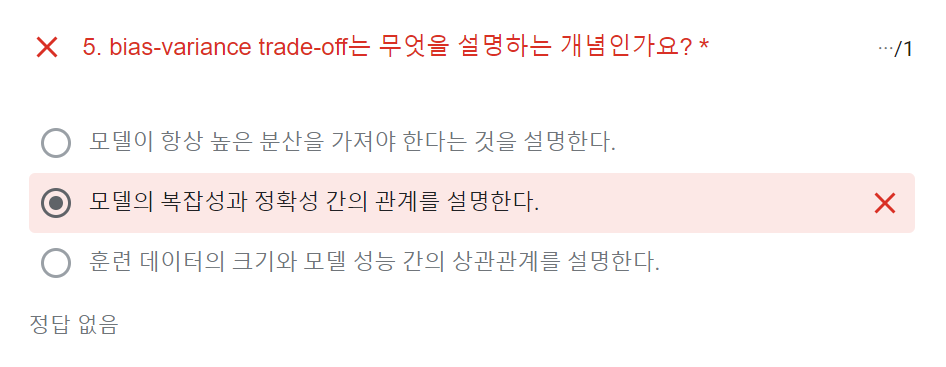 5. bias-variance trade-off는 무엇을 설명하는 개념인가요? *
···/1
모델이 항상 높은 분산을 가져야 한다는 것을 설명한다.
모델의 복잡성과 정확성 간의 관계를 설명한다.
훈련 데이터의 크기와 모델 성능 간의 상관관계를 설명한다.
정답 없음